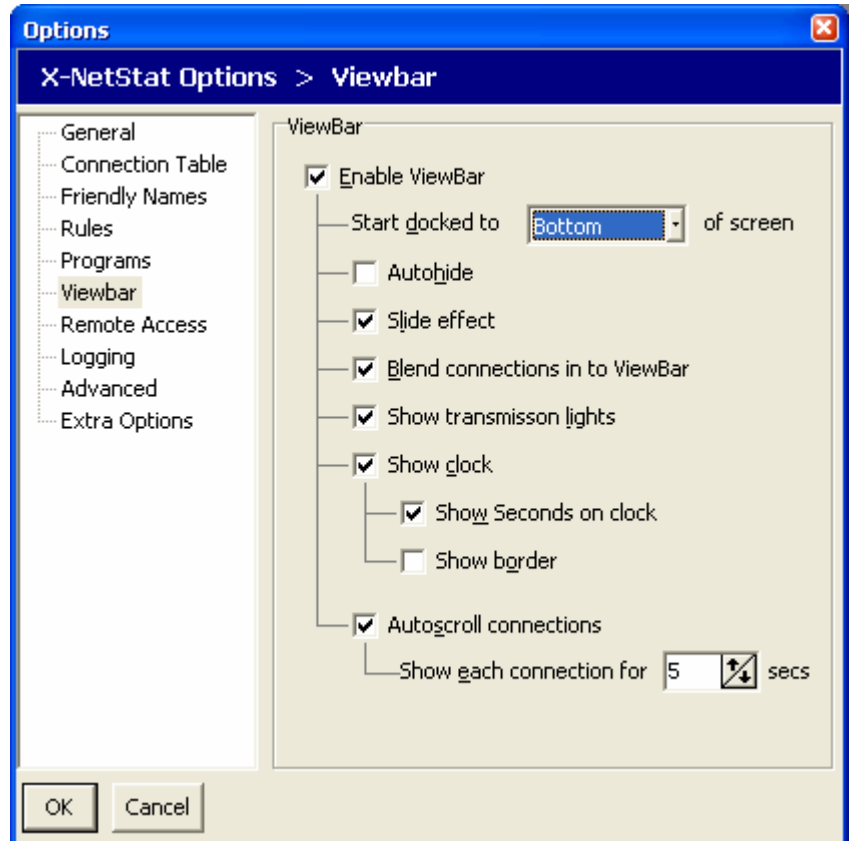 Options
X-NetStat Options > Viewbar
General
Connection Table
Friendly Names
Rules
Programs
Viewbar
Remote Access
Logging
Advanced
Extra Options
ViewBar
Enable ViewBar
Start docked to Bottom of screen
Autohide
Slide effect
Blend connections in to ViewBar
Show transmisson lights
Show clock
Show Seconds on clock
Show border
Autoscroll connections
Show each connection for 5 secs
OK Cancel